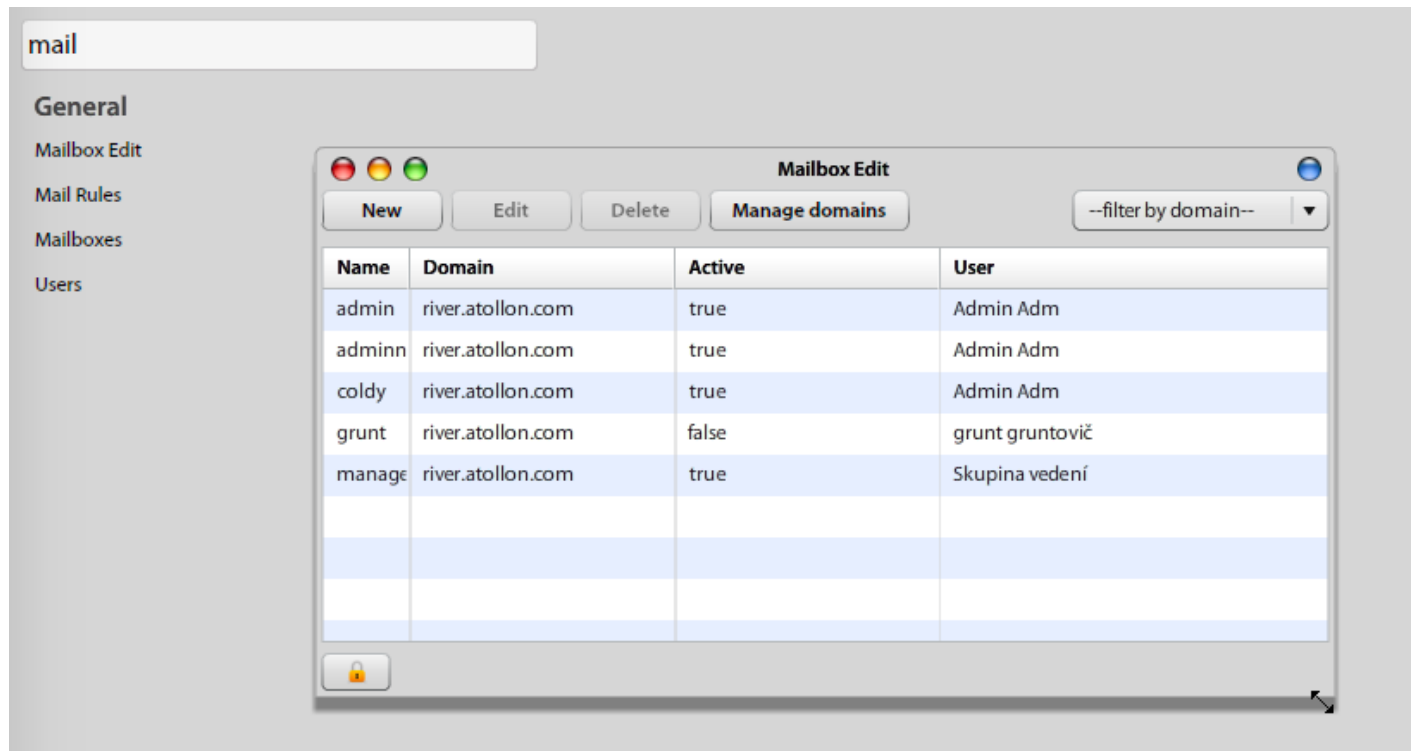 mail
General
Mailbox Edit
Mail Rules
Mailboxes
Users
Mailbox Edit
New Edit Delete Manage domains --filter by domain--
Name Domain Active User
admin river.atollon.com true Admin Adm
adminn river.atollon.com true Admin Adm
coldy river.atollon.com true Admin Adm
grunt river.atollon.com false grunt gruntovič
manage river.atollon.com true Skupina vedení